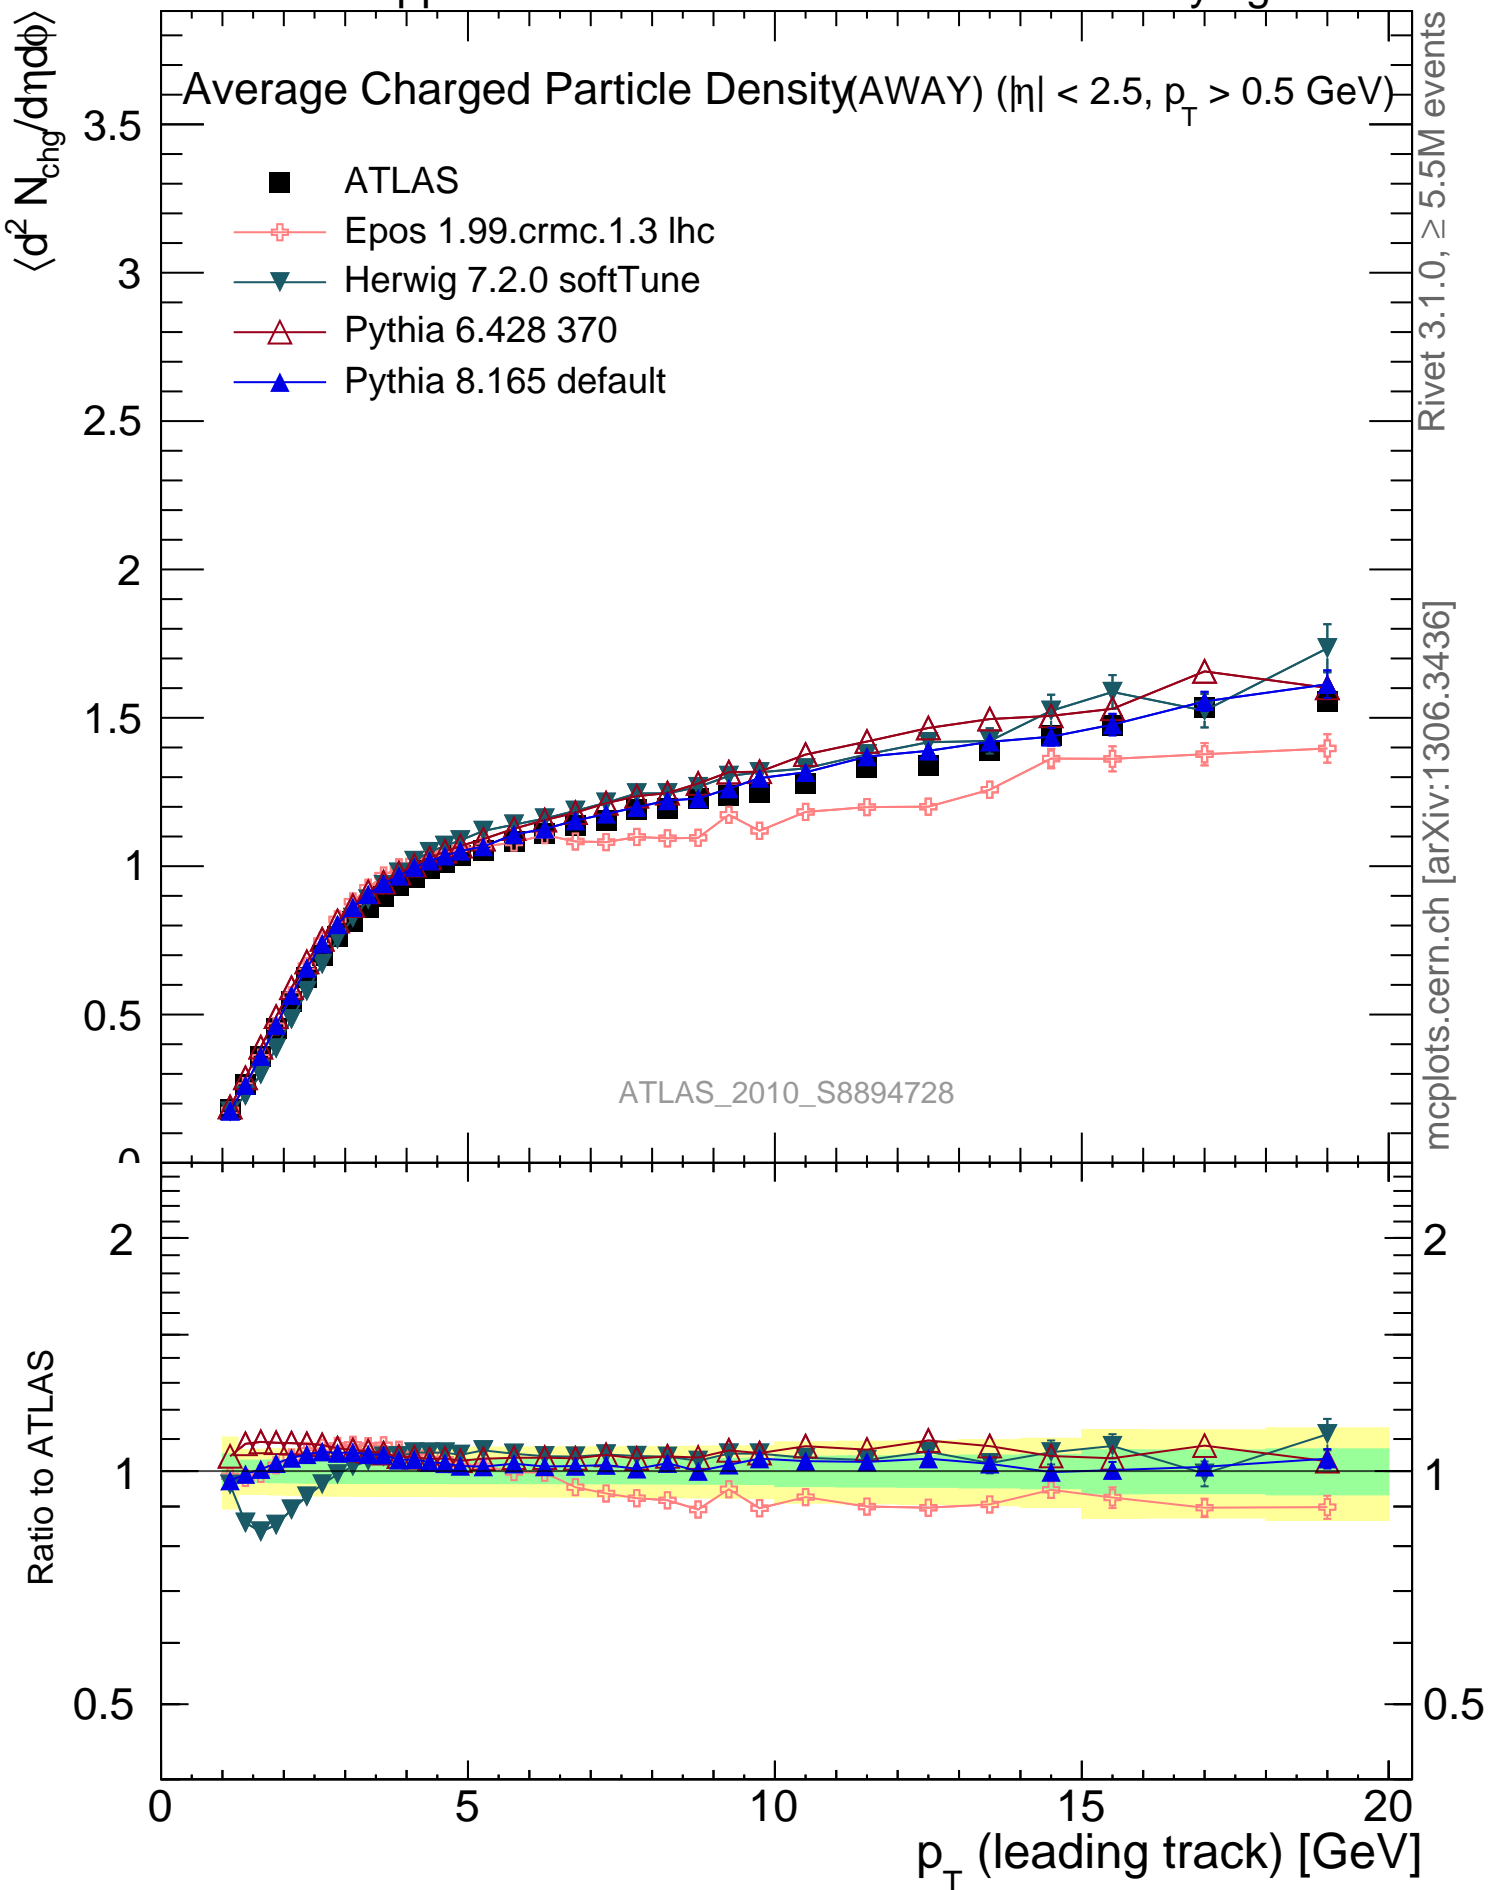 Average Charged Particle Density(AWAY) (|η| < 2.5, p_T > 0.5 GeV)
⟨d² N_chg/dηdϕ⟩
ATLAS
Epos 1.99.crmc.1.3 lhc
Herwig 7.2.0 softTune
Pythia 6.428 370
Pythia 8.165 default
3.5
3
2.5
2
1.5
1
0.5
0
ATLAS_2010_S8894728
Rivet 3.1.0, ≥ 5.5M events
mcplots.cern.ch [arXiv:1306.3436]
Ratio to ATLAS
2
1
0.5
2
1
0.5
0 5 10 15 20
p_T (leading track) [GeV]